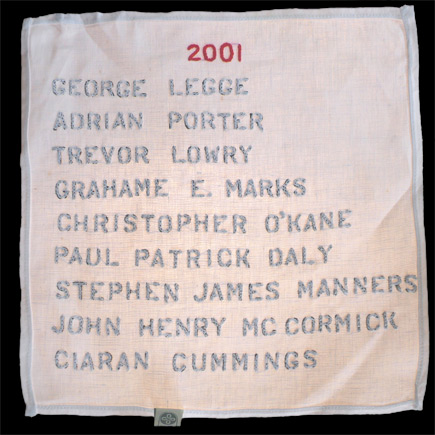 2001
GEORGE LEGGE
ADRIAN PORTER
TREVOR LOWRY
GRAHAME E. MARKS
CHRISTOPHER O'KANE
PAUL PATRICK DALY
STEPHEN JAMES MANNERS
JOHN HENRY MC CORMICK
CIARAN CUMMINGS